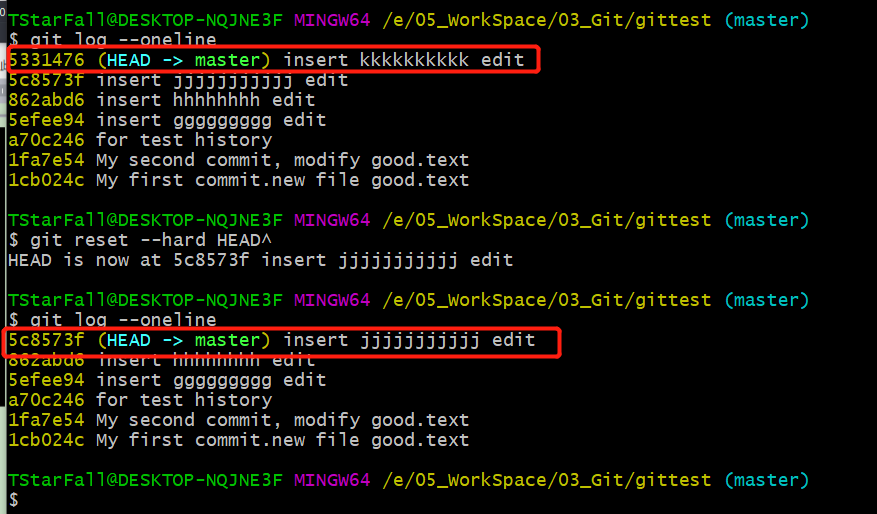 TStarFall@DESKTOP-NQJNE3F MINGW64 /e/05_WorkSpace/03_Git/gittest (master)
$ git log --oneline
5331476 (HEAD -> master) insert kkkkkkkkkk edit
5c8573f insert jjjjjjjjjjj edit
862abd6 insert hhhhhhhh edit
5efee94 insert ggggggggg edit
a70c246 for test history
1fa7e54 My second commit, modify good.text
1cb024c My first commit.new file good.text
TStarFall@DESKTOP-NQJNE3F MINGW64 /e/05_WorkSpace/03_Git/gittest (master)
$ git reset --hard HEAD^
HEAD is now at 5c8573f insert jjjjjjjjjjj edit
TStarFall@DESKTOP-NQJNE3F MINGW64 /e/05_WorkSpace/03_Git/gittest (master)
$ git log --oneline
5c8573f (HEAD -> master) insert jjjjjjjjjjj edit
862abd6 insert hhhhhhhh edit
5efee94 insert ggggggggg edit
a70c246 for test history
1fa7e54 My second commit, modify good.text
1cb024c My first commit.new file good.text
TStarFall@DESKTOP-NQJNE3F MINGW64 /e/05_WorkSpace/03_Git/gittest (master)
$